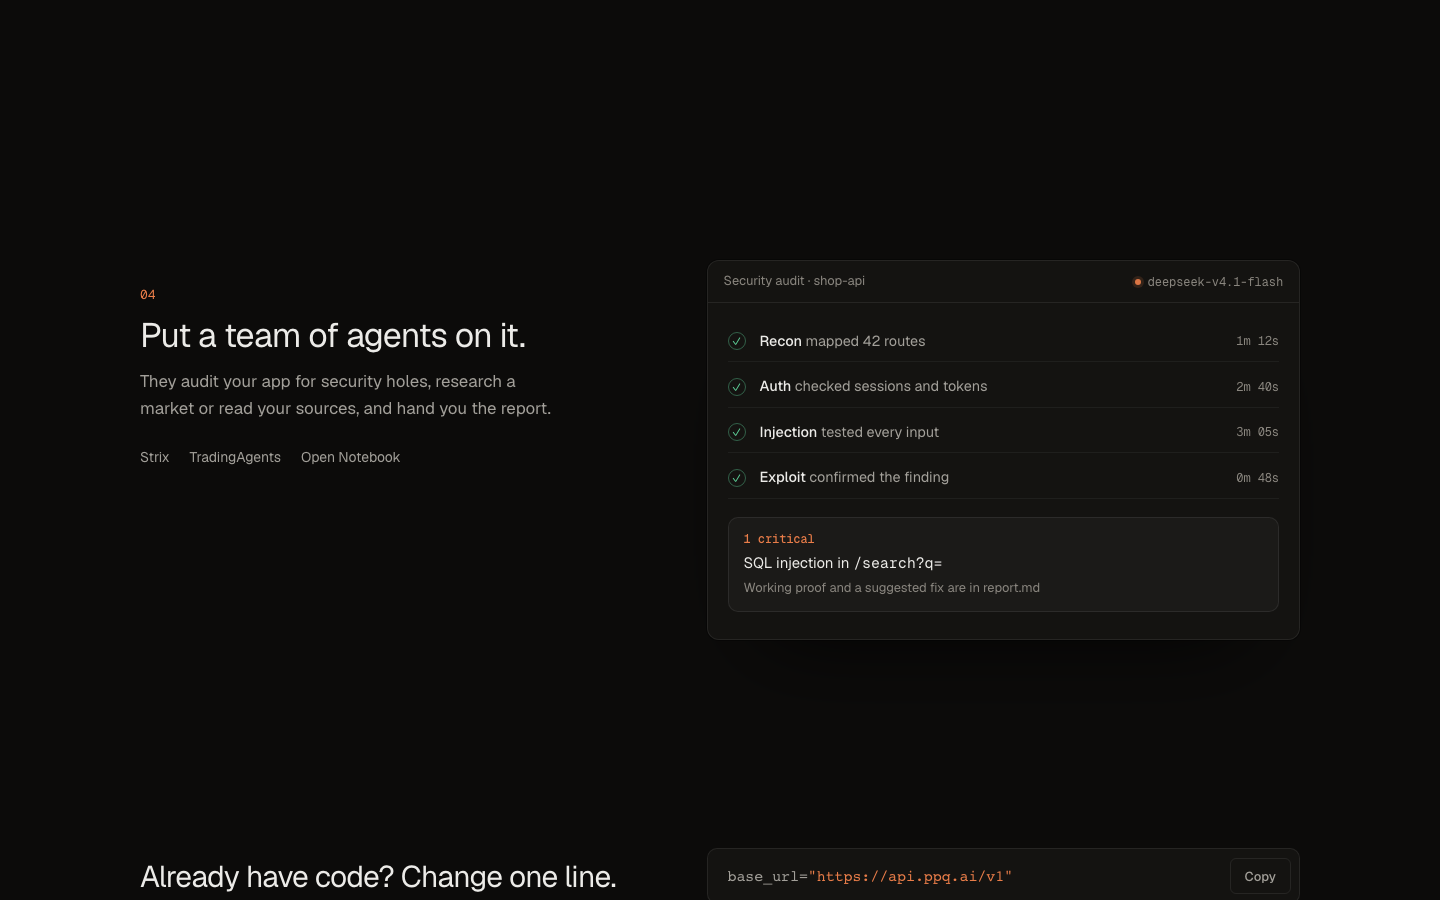 04
Put a team of agents on it.
They audit your app for security holes, research a
market or read your sources, and hand you the report.
Strix TradingAgents Open Notebook
Security audit · shop-api deepseek-v4.1-flash
Recon mapped 42 routes 1m 12s
Auth checked sessions and tokens 2m 40s
Injection tested every input 3m 05s
Exploit confirmed the finding 0m 48s
1 critical
SQL injection in /search?q=
Working proof and a suggested fix are in report.md
Already have code? Change one line.
base_url="https://api.ppq.ai/v1" Copy